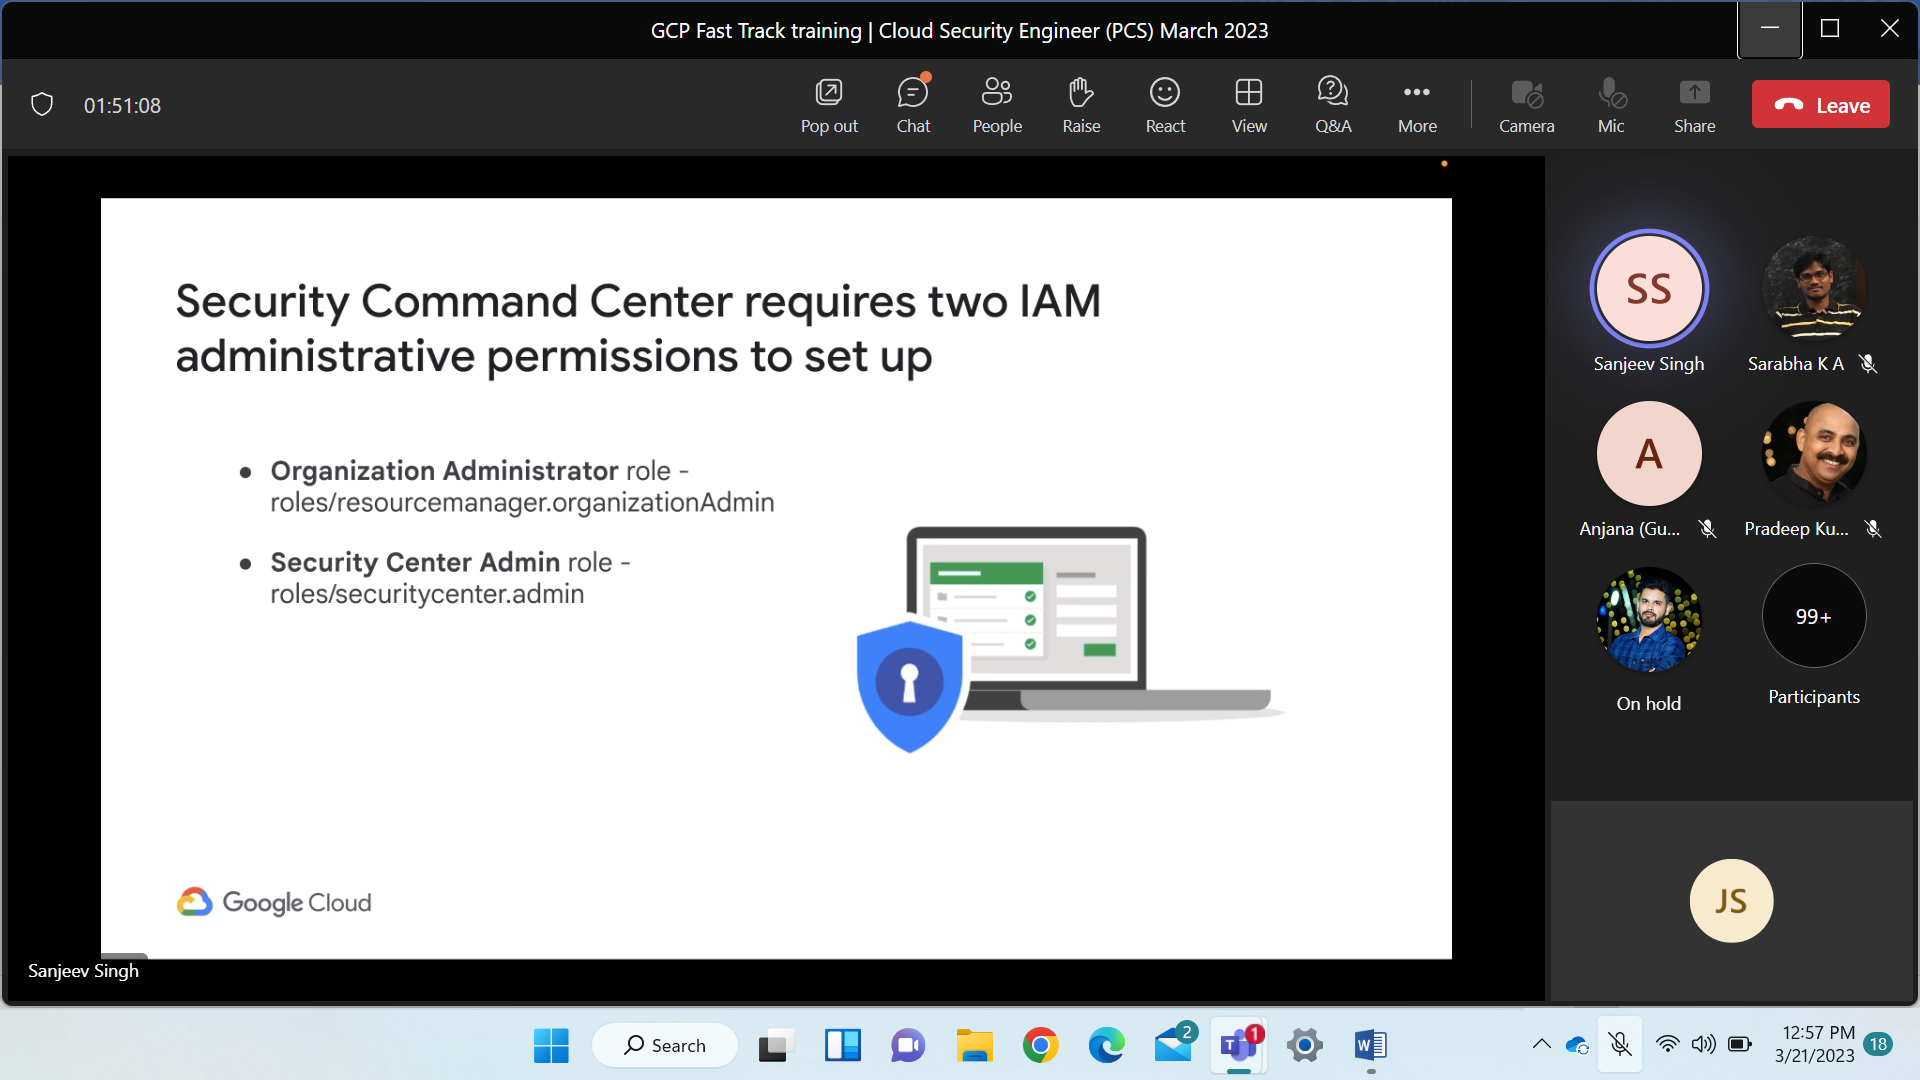 GCP Fast Track training | Cloud Security Engineer (PCS) March 2023
01:51:08
Pop out
Chat
People
Raise
React
View
Q&A
More
Camera
Mic
Share
Leave
Security Command Center requires two IAM
administrative permissions to set up
Organization Administrator role -
roles/resourcemanager.organizationAdmin
Security Center Admin role -
roles/securitycenter.admin
Google Cloud
Sanjeev Singh
SS
Sanjeev Singh
Sarabha K A
A
Anjana (Gu...
Pradeep Ku...
On hold
99+
Participants
JS
Search
2
T
1
W
12:57 PM
3/21/2023
18